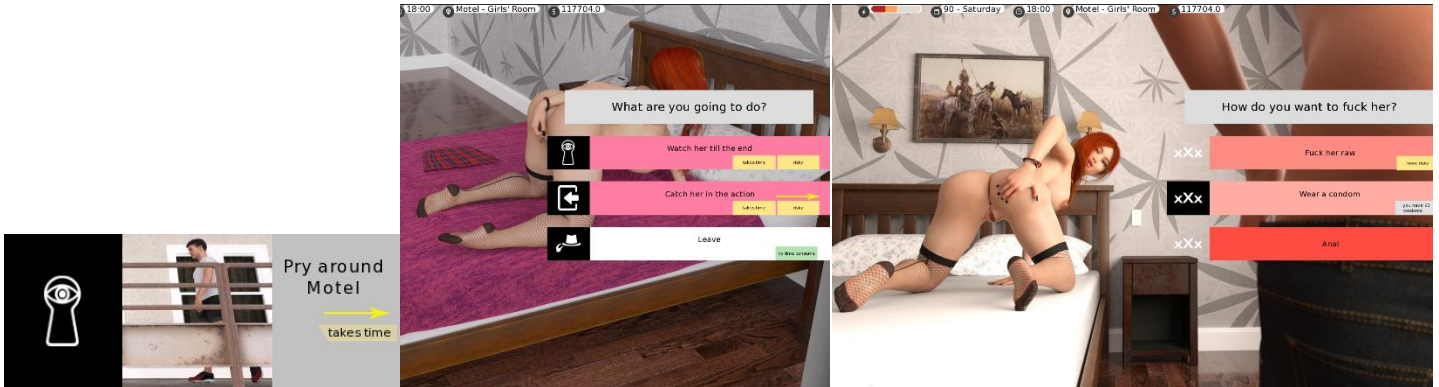 Pry around
Motel
takes time
18:00
Motel - Girls' Room
$ 117704.0
What are you going to do?
Watch her till the end
takes time
risky
Catch her in the action
takes time
risky
Leave
90 - Saturday
18:00
Motel - Girls' Room
$ 117704.0
How do you want to fuck her?
xXx
Fuck her raw
xXx
Wear a condom
xXx
Anal